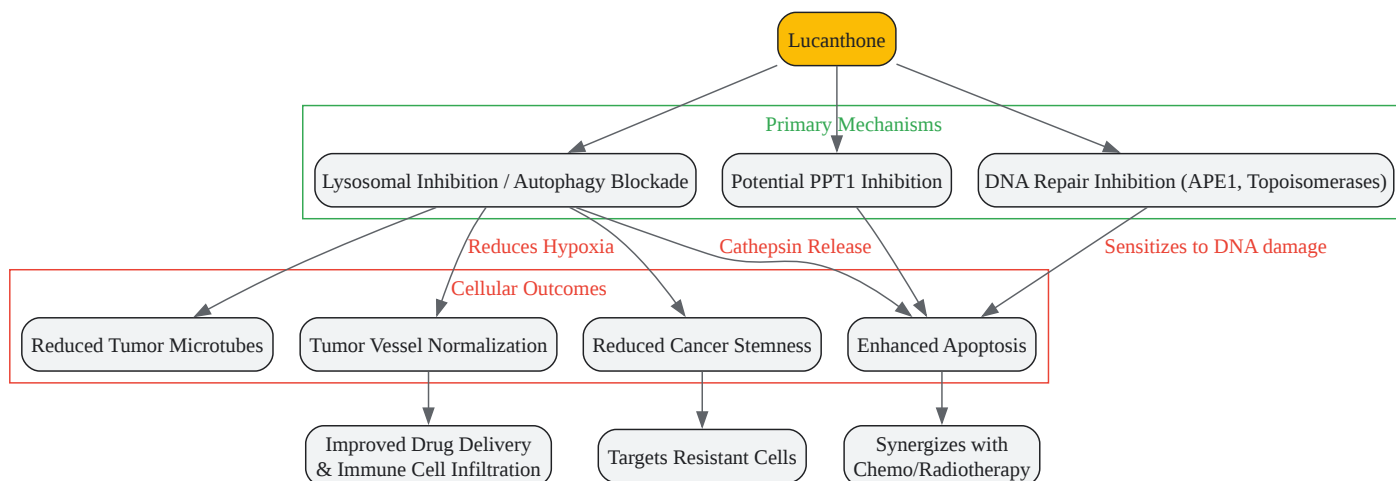 Lucanthone
Primary Mechanisms
Lysosomal Inhibition / Autophagy Blockade
Potential PPT1 Inhibition
DNA Repair Inhibition (APE1, Topoisomerases)
Reduces Hypoxia
Cathepsin Release
Sensitizes to DNA damage
Cellular Outcomes
Reduced Tumor Microtubes
Tumor Vessel Normalization
Reduced Cancer Stemness
Enhanced Apoptosis
Improved Drug Delivery
& Immune Cell Infiltration
Targets Resistant Cells
Synergizes with
Chemo/Radiotherapy